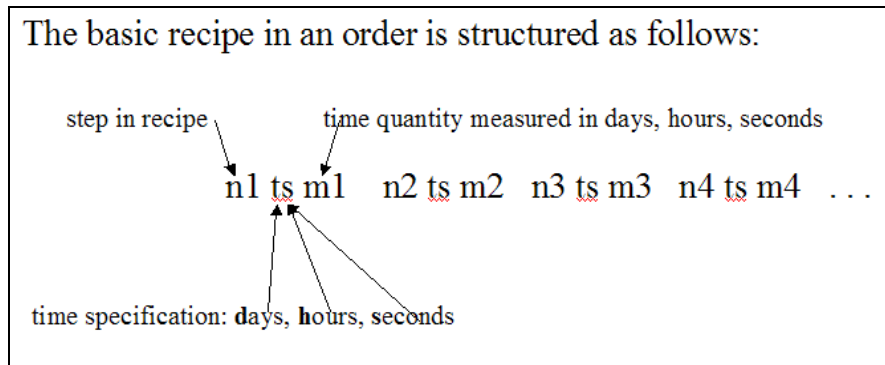 The basic recipe in an order is structured as follows:
step in recipe time quantity measured in days, hours, seconds
n1 ts m1 n2 ts m2 n3 ts m3 n4 ts m4 . . .
time specification: days, hours, seconds